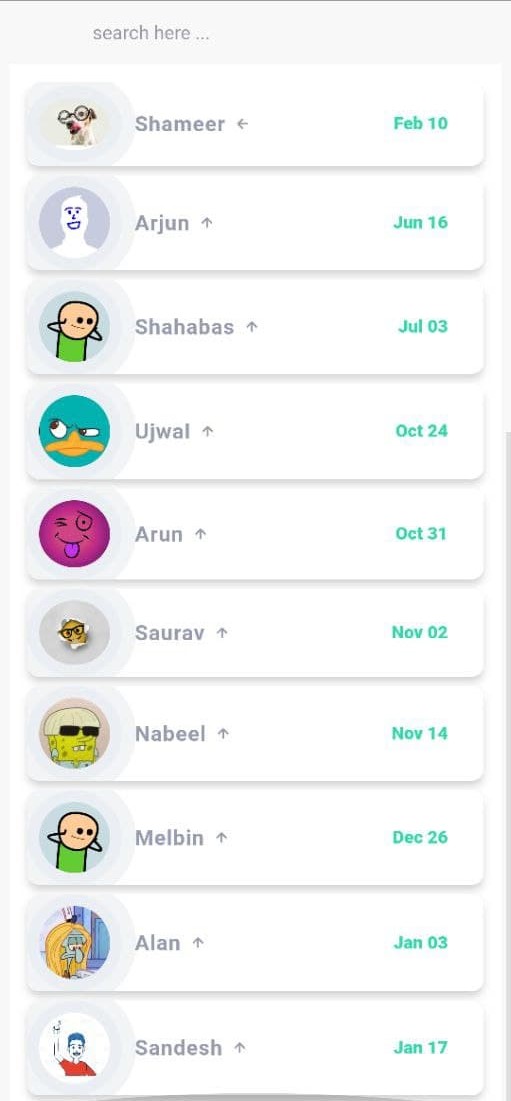 search here ...
Shameer ← Feb 10
Arjun ↑ Jun 16
Shahabas ↑ Jul 03
Ujwal ↑ Oct 24
Arun ↑ Oct 31
Saurav ↑ Nov 02
Nabeel ↑ Nov 14
Melbin ↑ Dec 26
Alan ↑ Jan 03
Sandesh ↑ Jan 17